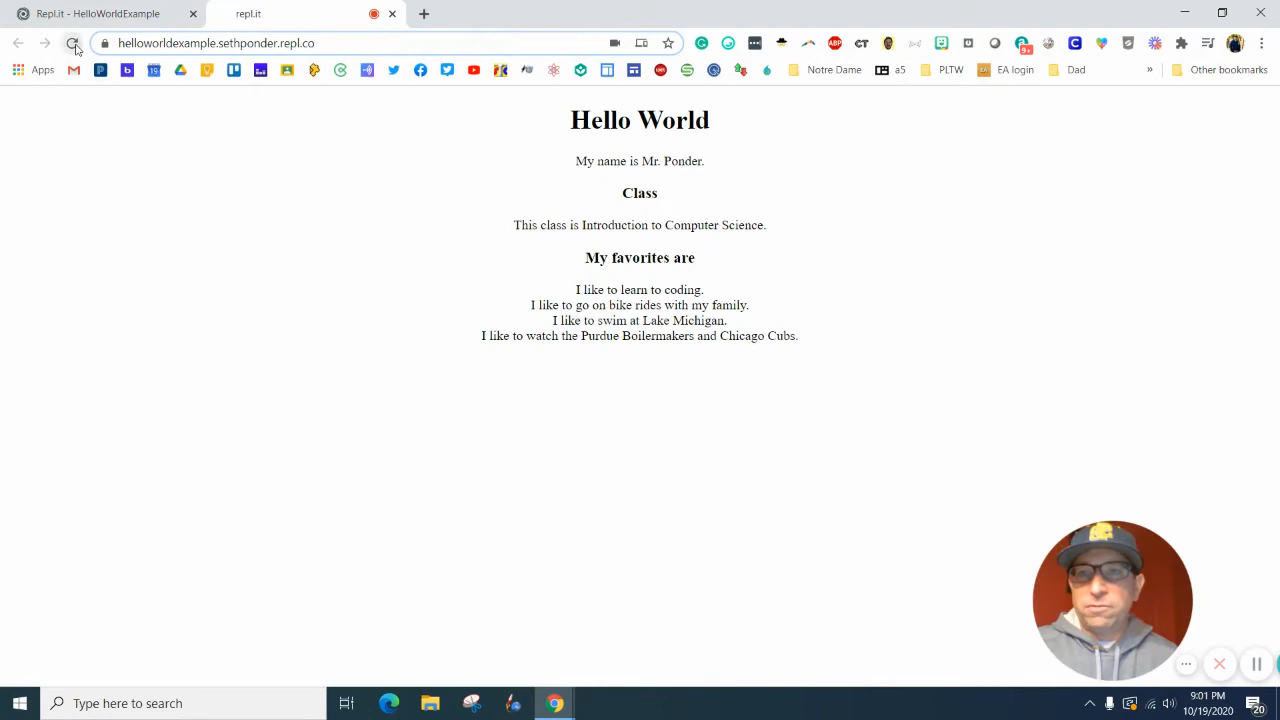 Repl.it - HelloWorldExample
repl.it
helloworldexample.sethponder.repl.co
Apps
Notre Dame
a5
PLTW
EA login
Dad
Other bookmarks
Hello World
My name is Mr. Ponder.
Class
This class is Introduction to Computer Science.
My favorites are
I like to learn to coding.
I like to go on bike rides with my family.
I like to swim at Lake Michigan.
I like to watch the Purdue Boilermakers and Chicago Cubs.
Type here to search
9:01 PM
10/19/2020
20